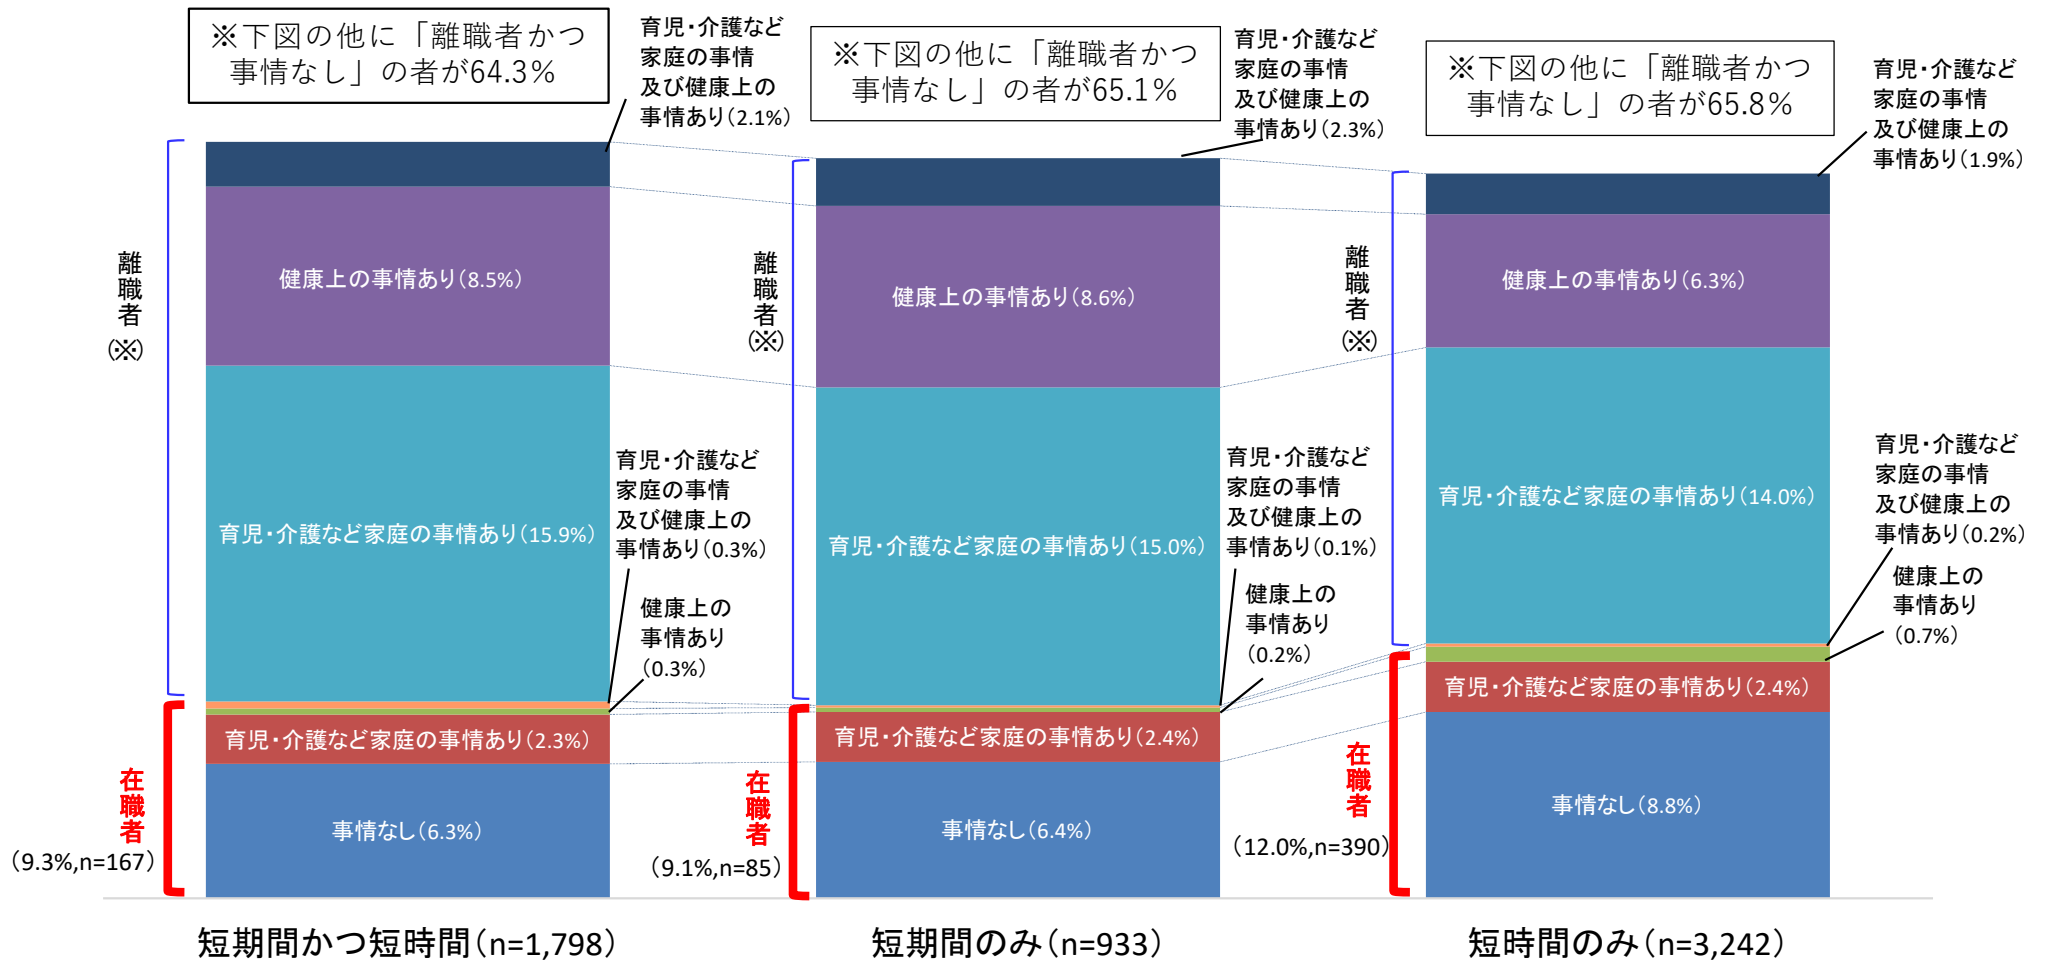 ※下図の他に「離職者かつ
事情なし」の者が64.3%
育児・介護など
家庭の事情
及び健康上の
事情あり(2.1%)
離職者
(※)
健康上の事情あり(8.5%)
育児・介護など家庭の事情あり(15.9%)
育児・介護など
家庭の事情
及び健康上の
事情あり(0.3%)
健康上の
事情あり
(0.3%)
育児・介護など家庭の事情あり(2.3%)
在職者
(9.3%,n=167)
事情なし(6.3%)
短期間かつ短時間(n=1,798)
※下図の他に「離職者かつ
事情なし」の者が65.1%
育児・介護など
家庭の事情
及び健康上の
事情あり(2.3%)
離職者
(※)
健康上の事情あり(8.6%)
育児・介護など家庭の事情あり(15.0%)
育児・介護など
家庭の事情
及び健康上の
事情あり(0.1%)
健康上の
事情あり
(0.2%)
育児・介護など家庭の事情あり(2.4%)
在職者
(9.1%,n=85)
事情なし(6.4%)
短期間のみ(n=933)
※下図の他に「離職者かつ
事情なし」の者が65.8%
育児・介護など
家庭の事情
及び健康上の
事情あり(1.9%)
離職者
(※)
健康上の事情あり(6.3%)
育児・介護など家庭の事情あり(14.0%)
育児・介護など
家庭の事情
及び健康上の
事情あり(0.2%)
健康上の
事情あり
(0.7%)
育児・介護など家庭の事情あり(2.4%)
在職者
(12.0%,n=390)
事情なし(8.8%)
短時間のみ(n=3,242)